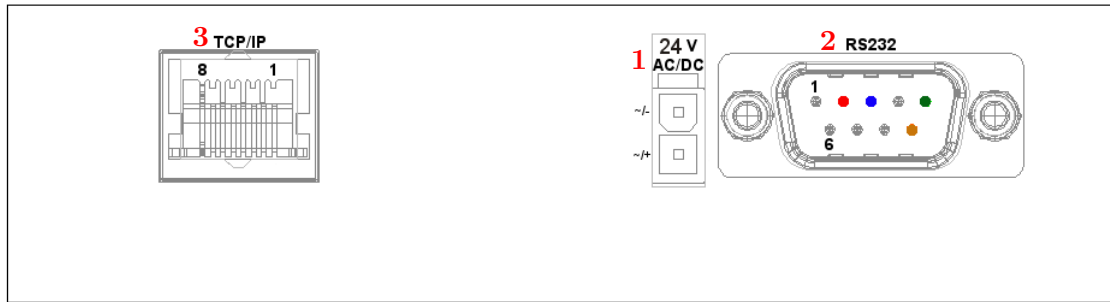 3 TCP/IP
8 1
1 24 V
AC/DC
~/-
~/+
2 RS232
1
6